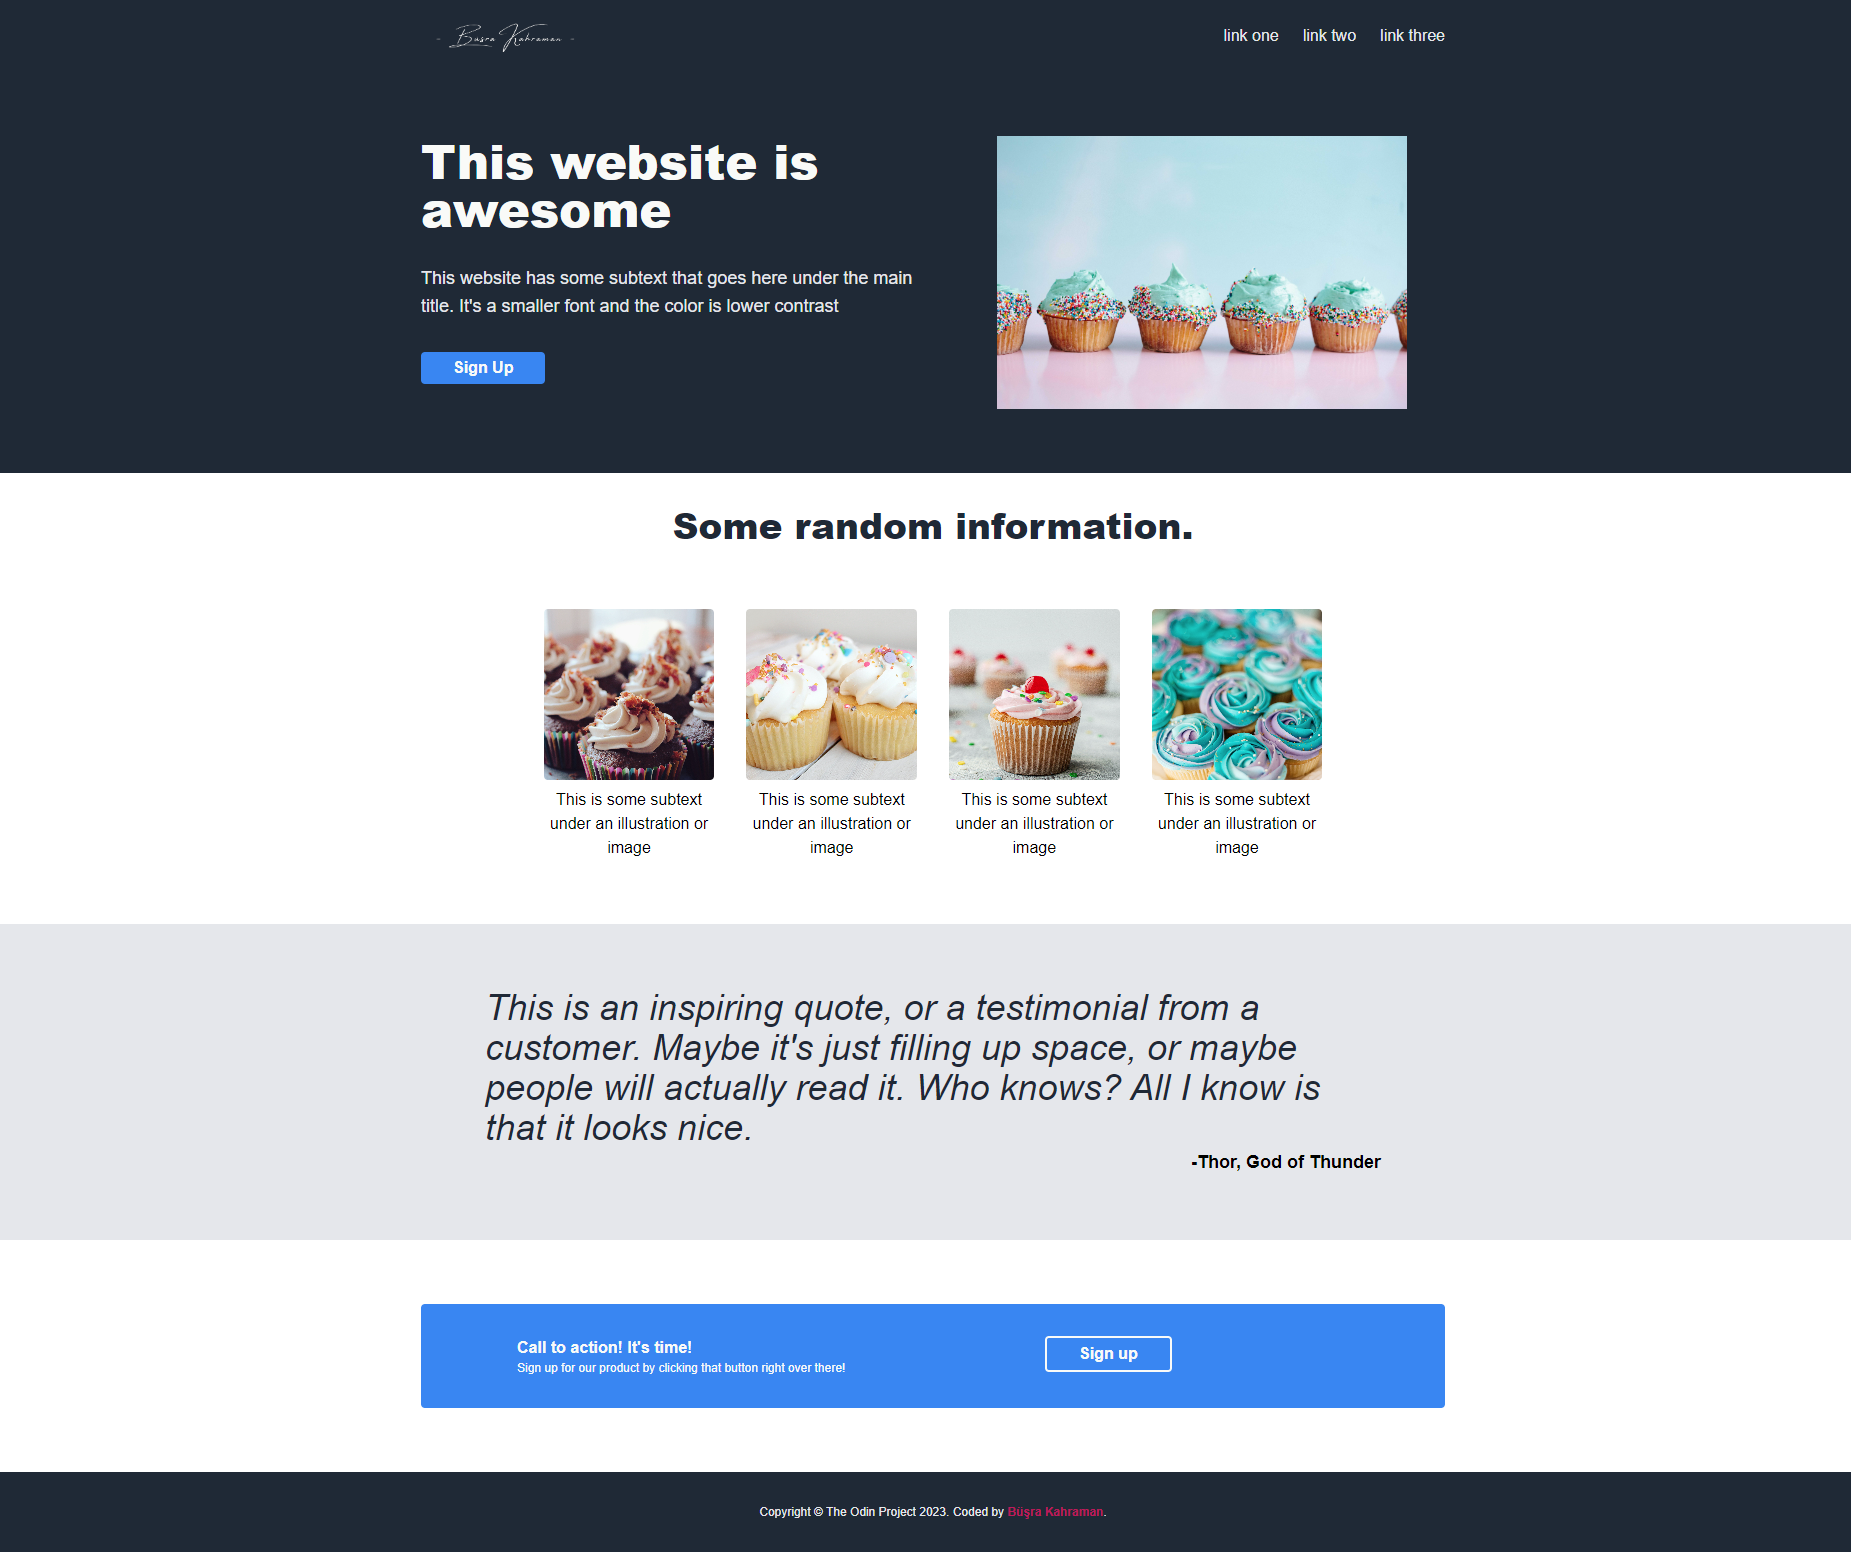 - Büşra Kahraman -
link one link two link three
This website is
awesome
This website has some subtext that goes here under the main
title. It's a smaller font and the color is lower contrast
Sign Up
Some random information.
This is some subtext
under an illustration or
image
This is some subtext
under an illustration or
image
This is some subtext
under an illustration or
image
This is some subtext
under an illustration or
image
This is an inspiring quote, or a testimonial from a
customer. Maybe it's just filling up space, or maybe
people will actually read it. Who knows? All I know is
that it looks nice.
-Thor, God of Thunder
Call to action! It's time!
Sign up for our product by clicking that button right over there!
Sign up
Copyright © The Odin Project 2023. Coded by Büşra Kahraman.